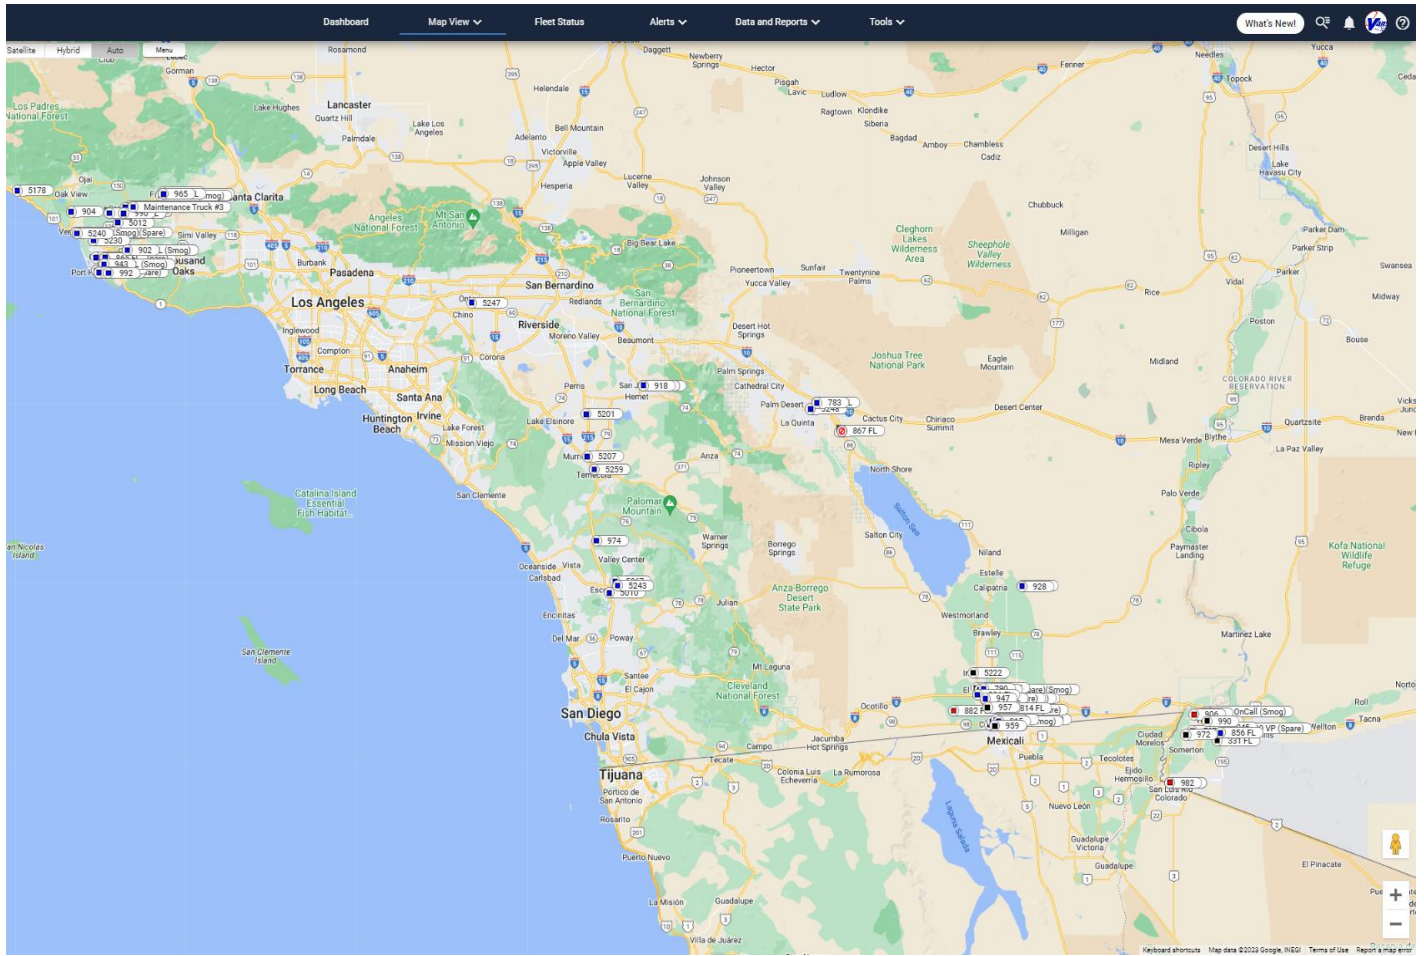 Dashboard
Map View
Fleet Status
Alerts
Data and Reports
Tools
What's New!
Satellite
Hybrid
Auto
Menu
Rosamond
Daggett
Newberry
Springs
Hector
Pisgah
Lavic
Ludlow
Fenner
Needles
Yucca
Topock
Gorman
Los Padres
National Forest
Lake Hughes
Lancaster
Quartz Hill
Palmdale
Lake Los
Angeles
Helendale
Bell Mountain
Adelanto
Victorville
Apple Valley
Hesperia
Lucerne
Valley
Johnson
Valley
Ragtown
Klondike
Siberia
Bagdad
Amboy
Chambless
Cadiz
Desert Hills
Lake
Havasu City
Chubbuck
Milligan
Parker Dam
Parker Strip
Parker
Swansea
Midway
Bouse
Ojai
Oak View
5178
904
965
Maintenance Truck #3
5012
5240
(Smog)(Spare)
5230
902
(Smog)
943
(Smog)
992
Simi Valley
Oaks
Burbank
Pasadena
Los Angeles
Inglewood
Compton
Torrance
Long Beach
Anaheim
Santa Ana
Huntington
Beach
Irvine
Lake Forest
Mission Viejo
San Clemente
Angeles
National Forest
Mt San
Antonio
Big Bear Lake
San Bernardino
Redlands
San
Bernardino
National Forest
5247
Chino
Riverside
Moreno Valley
Beaumont
Corona
Perris
Hemet
918
Lake Elsinore
5201
5207
5259
Pioneertown
Yucca Valley
Sunfair
Twentynine
Palms
Cleghorn
Lakes
Wilderness
Area
Sheephole
Valley
Wilderness
Rice
Vidal
Poston
Desert Hot
Springs
Palm Springs
Cathedral City
Palm Desert
La Quinta
783
5248
867 FL
Cactus City
Chiriaco
Summit
Joshua Tree
National Park
Eagle
Mountain
Desert Center
Midland
COLORADO RIVER
RESERVATION
Brenda
Quartzsite
La Paz Valley
Mesa Verde
Blythe
Ripley
Palo Verde
Cibola
Paymaster
Landing
Kofa National
Wildlife
Refuge
Catalina Island
Essential
Fish Habitat...
San Clemente
Island
Anza
Palomar
Mountain
Warner
Springs
Borrego
Springs
974
Valley Center
Oceanside
Vista
Carlsbad
5243
5010
Encinitas
Del Mar
Poway
Julian
Anza-Borrego
Desert
State Park
North Shore
Salton Sea
Salton City
Niland
Estelle
Calipatria
928
Westmorland
Brawley
Martinez Lake
Santee
El Cajon
San Diego
Chula Vista
Mt Laguna
Cleveland
National Forest
Campo
Jacumba
Hot Springs
Ocotillo
5222
947
957
814 FL
959
Mexicali
Puebla
906
OnCall (Smog)
990
972
856 FL
331 FL
VP (Spare)
Wellton
Roll
Tacna
Somerton
982
Colorado
Ciudad
Morelos
Tecolotes
Ejido
Hermosillo
Nuevo León
Guadalupe
Victoria
Guadalupe
Tijuana
Tecate
Colonia Luis
Echeverria
La Rumorosa
Portico de
San Antonio
Rosarito
Puerto Nuevo
La Misión
Guadalupe
Villa de Juárez
Laguna Salada
El Pinacate
Keyboard shortcuts
Map data ©2023 Google, INEGI
Terms of Use
Report a map error